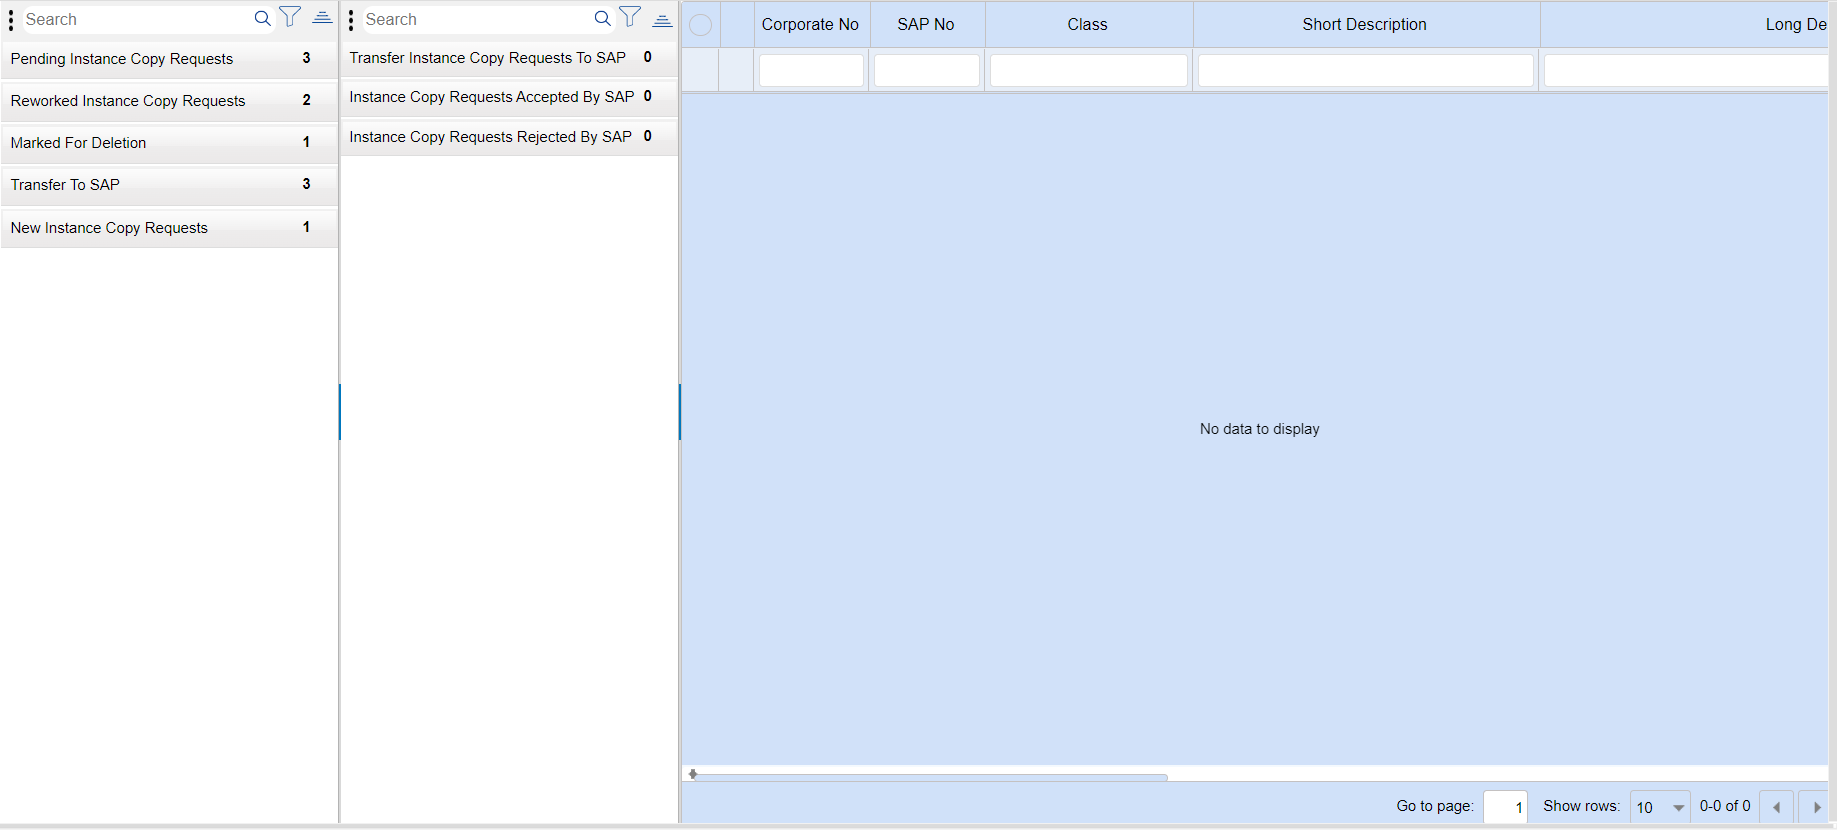 Search
Pending Instance Copy Requests 3
Reworked Instance Copy Requests 2
Marked For Deletion 1
Transfer To SAP 3
New Instance Copy Requests 1
Search
Transfer Instance Copy Requests To SAP 0
Instance Copy Requests Accepted By SAP 0
Instance Copy Requests Rejected By SAP 0
Corporate No SAP No Class Short Description Long De
No data to display
Go to page: 1 Show rows: 10 0-0 of 0